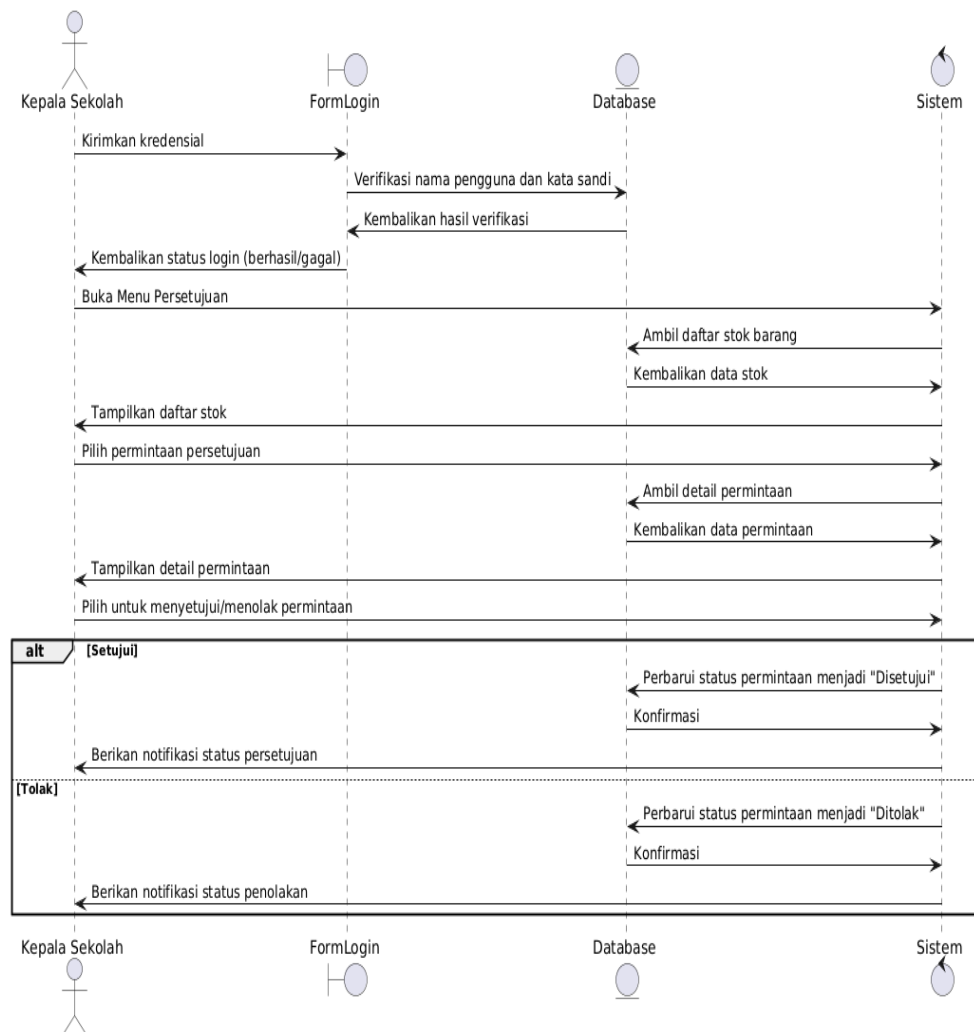 Kepala Sekolah
FormLogin
Database
Sistem
Kirimkan kredensial
Verifikasi nama pengguna dan kata sandi
Kembalikan hasil verifikasi
Kembalikan status login (berhasil/gagal)
Buka Menu Persetujuan
Ambil daftar stok barang
Kembalikan data stok
Tampilkan daftar stok
Pilih permintaan persetujuan
Ambil detail permintaan
Kembalikan data permintaan
Tampilkan detail permintaan
Pilih untuk menyetujui/menolak permintaan
alt [Setujui]
Perbarui status permintaan menjadi "Disetujui"
Konfirmasi
Berikan notifikasi status persetujuan
[Tolak]
Perbarui status permintaan menjadi "Ditolak"
Konfirmasi
Berikan notifikasi status penolakan
Kepala Sekolah
FormLogin
Database
Sistem